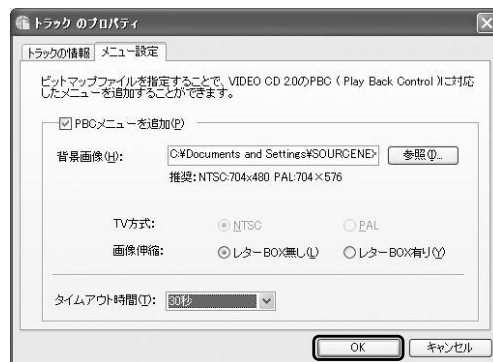 トラック のプロパティ
トラックの情報 メニュー設定
ビットマップファイルを指定することで、VIDEO CD 2.0のPBC ( Play Back Control )に対応
したメニューを追加することができます。
PBCメニューを追加(P)
背景画像(H): C:¥Documents and Settings¥SOURCENEX 参照(I)...
推奨: NTSC:704x480 PAL:704×576
TV方式: NTSC PAL
画像伸縮: レターBOX無し(L) レターBOX有り(Y)
タイムアウト時間(T): 30秒
OK キャンセル